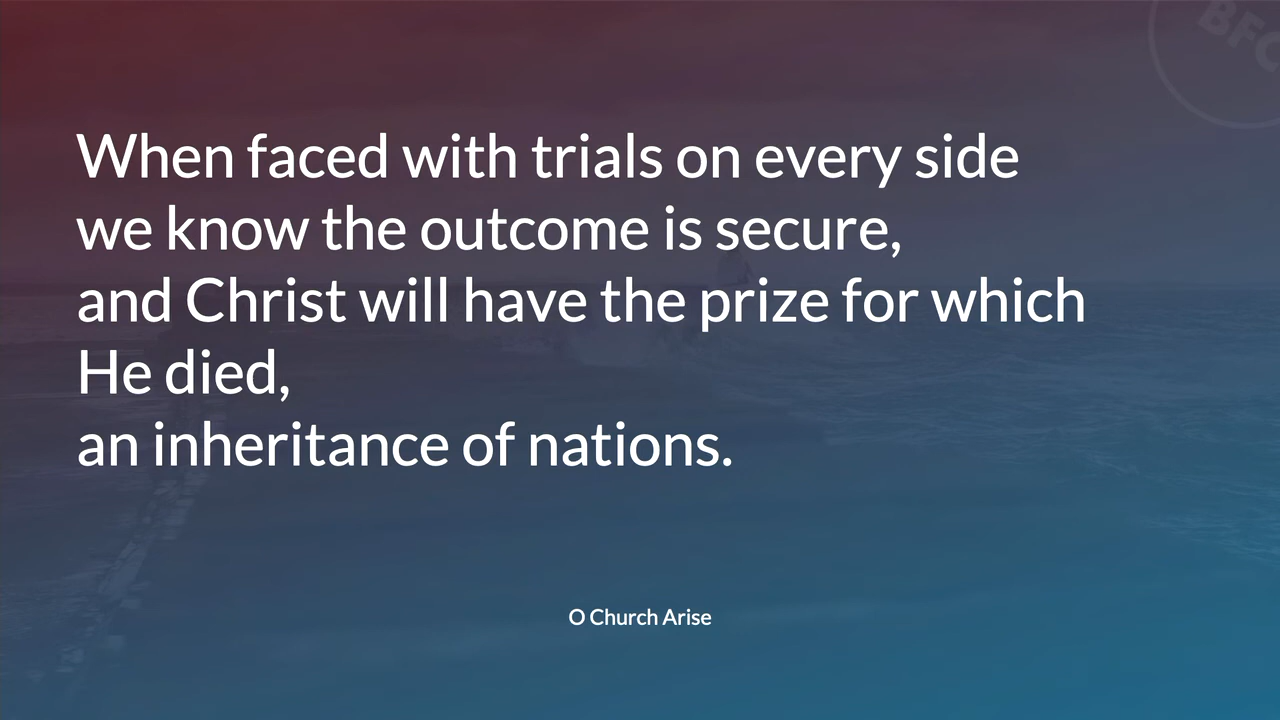 BFC
When faced with trials on every side
we know the outcome is secure,
and Christ will have the prize for which
He died,
an inheritance of nations.
O Church Arise